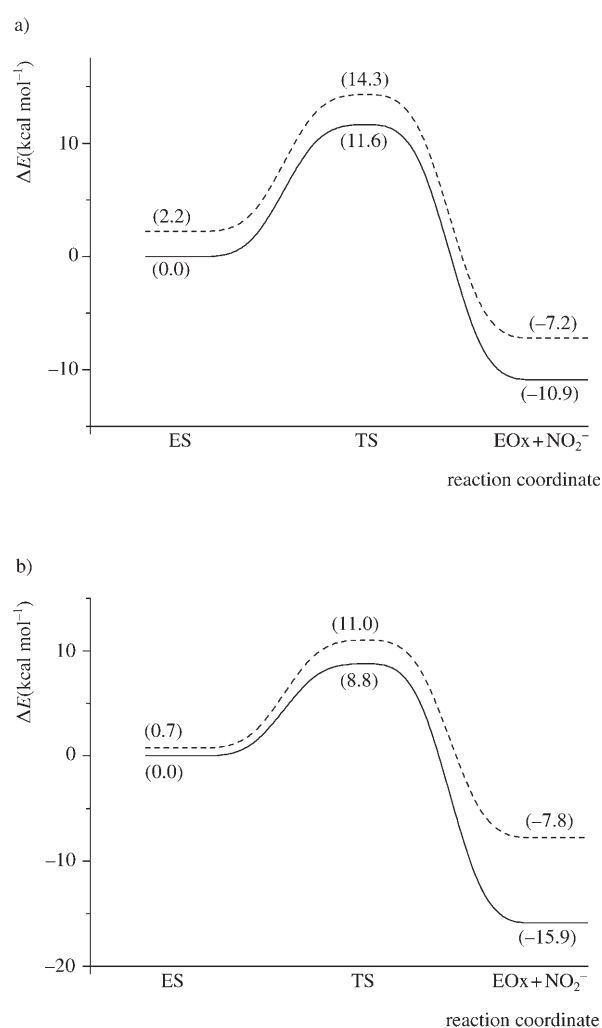 a)
ΔE(kcal mol⁻¹)
10
0
–10
(14.3)
(11.6)
(2.2)
(0.0)
(–7.2)
(–10.9)
ES TS EOx+NO₂⁻
reaction coordinate
b)
ΔE(kcal mol⁻¹)
10
0
–10
–20
(11.0)
(8.8)
(0.7)
(0.0)
(–7.8)
(–15.9)
ES TS EOx+NO₂⁻
reaction coordinate